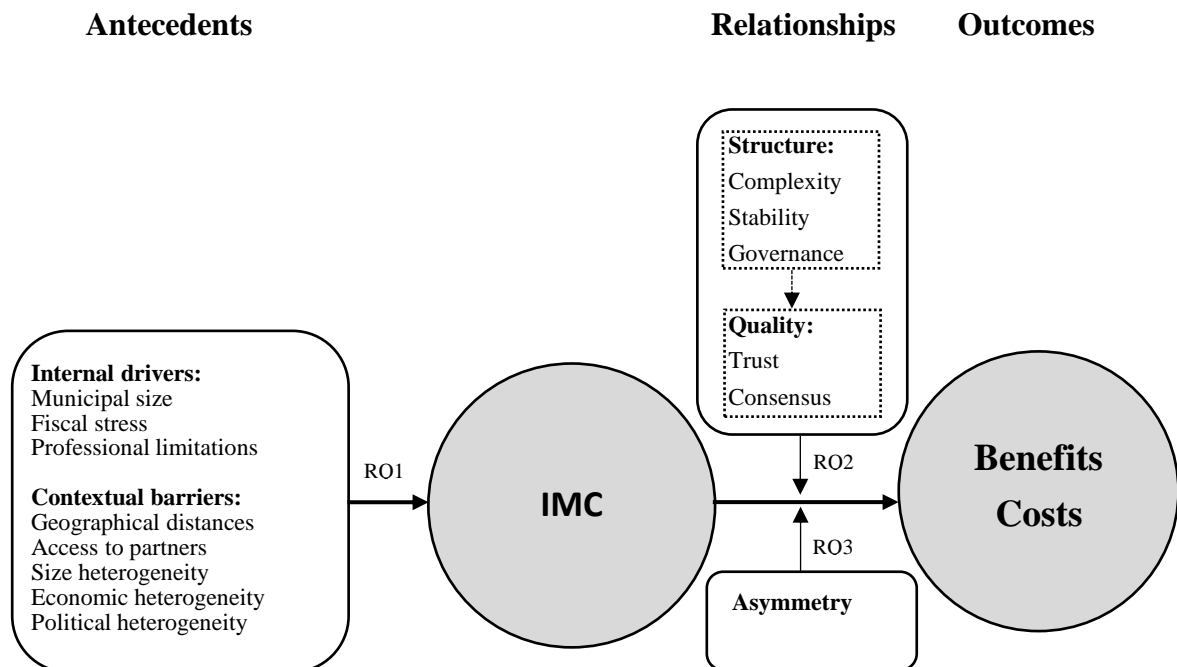 Antecedents
Relationships
Outcomes
Structure:
Complexity
Stability
Governance
Quality:
Trust
Consensus
Internal drivers:
Municipal size
Fiscal stress
Professional limitations
Contextual barriers:
Geographical distances
Access to partners
Size heterogeneity
Economic heterogeneity
Political heterogeneity
RO1
IMC
RO2
RO3
Asymmetry
Benefits
Costs